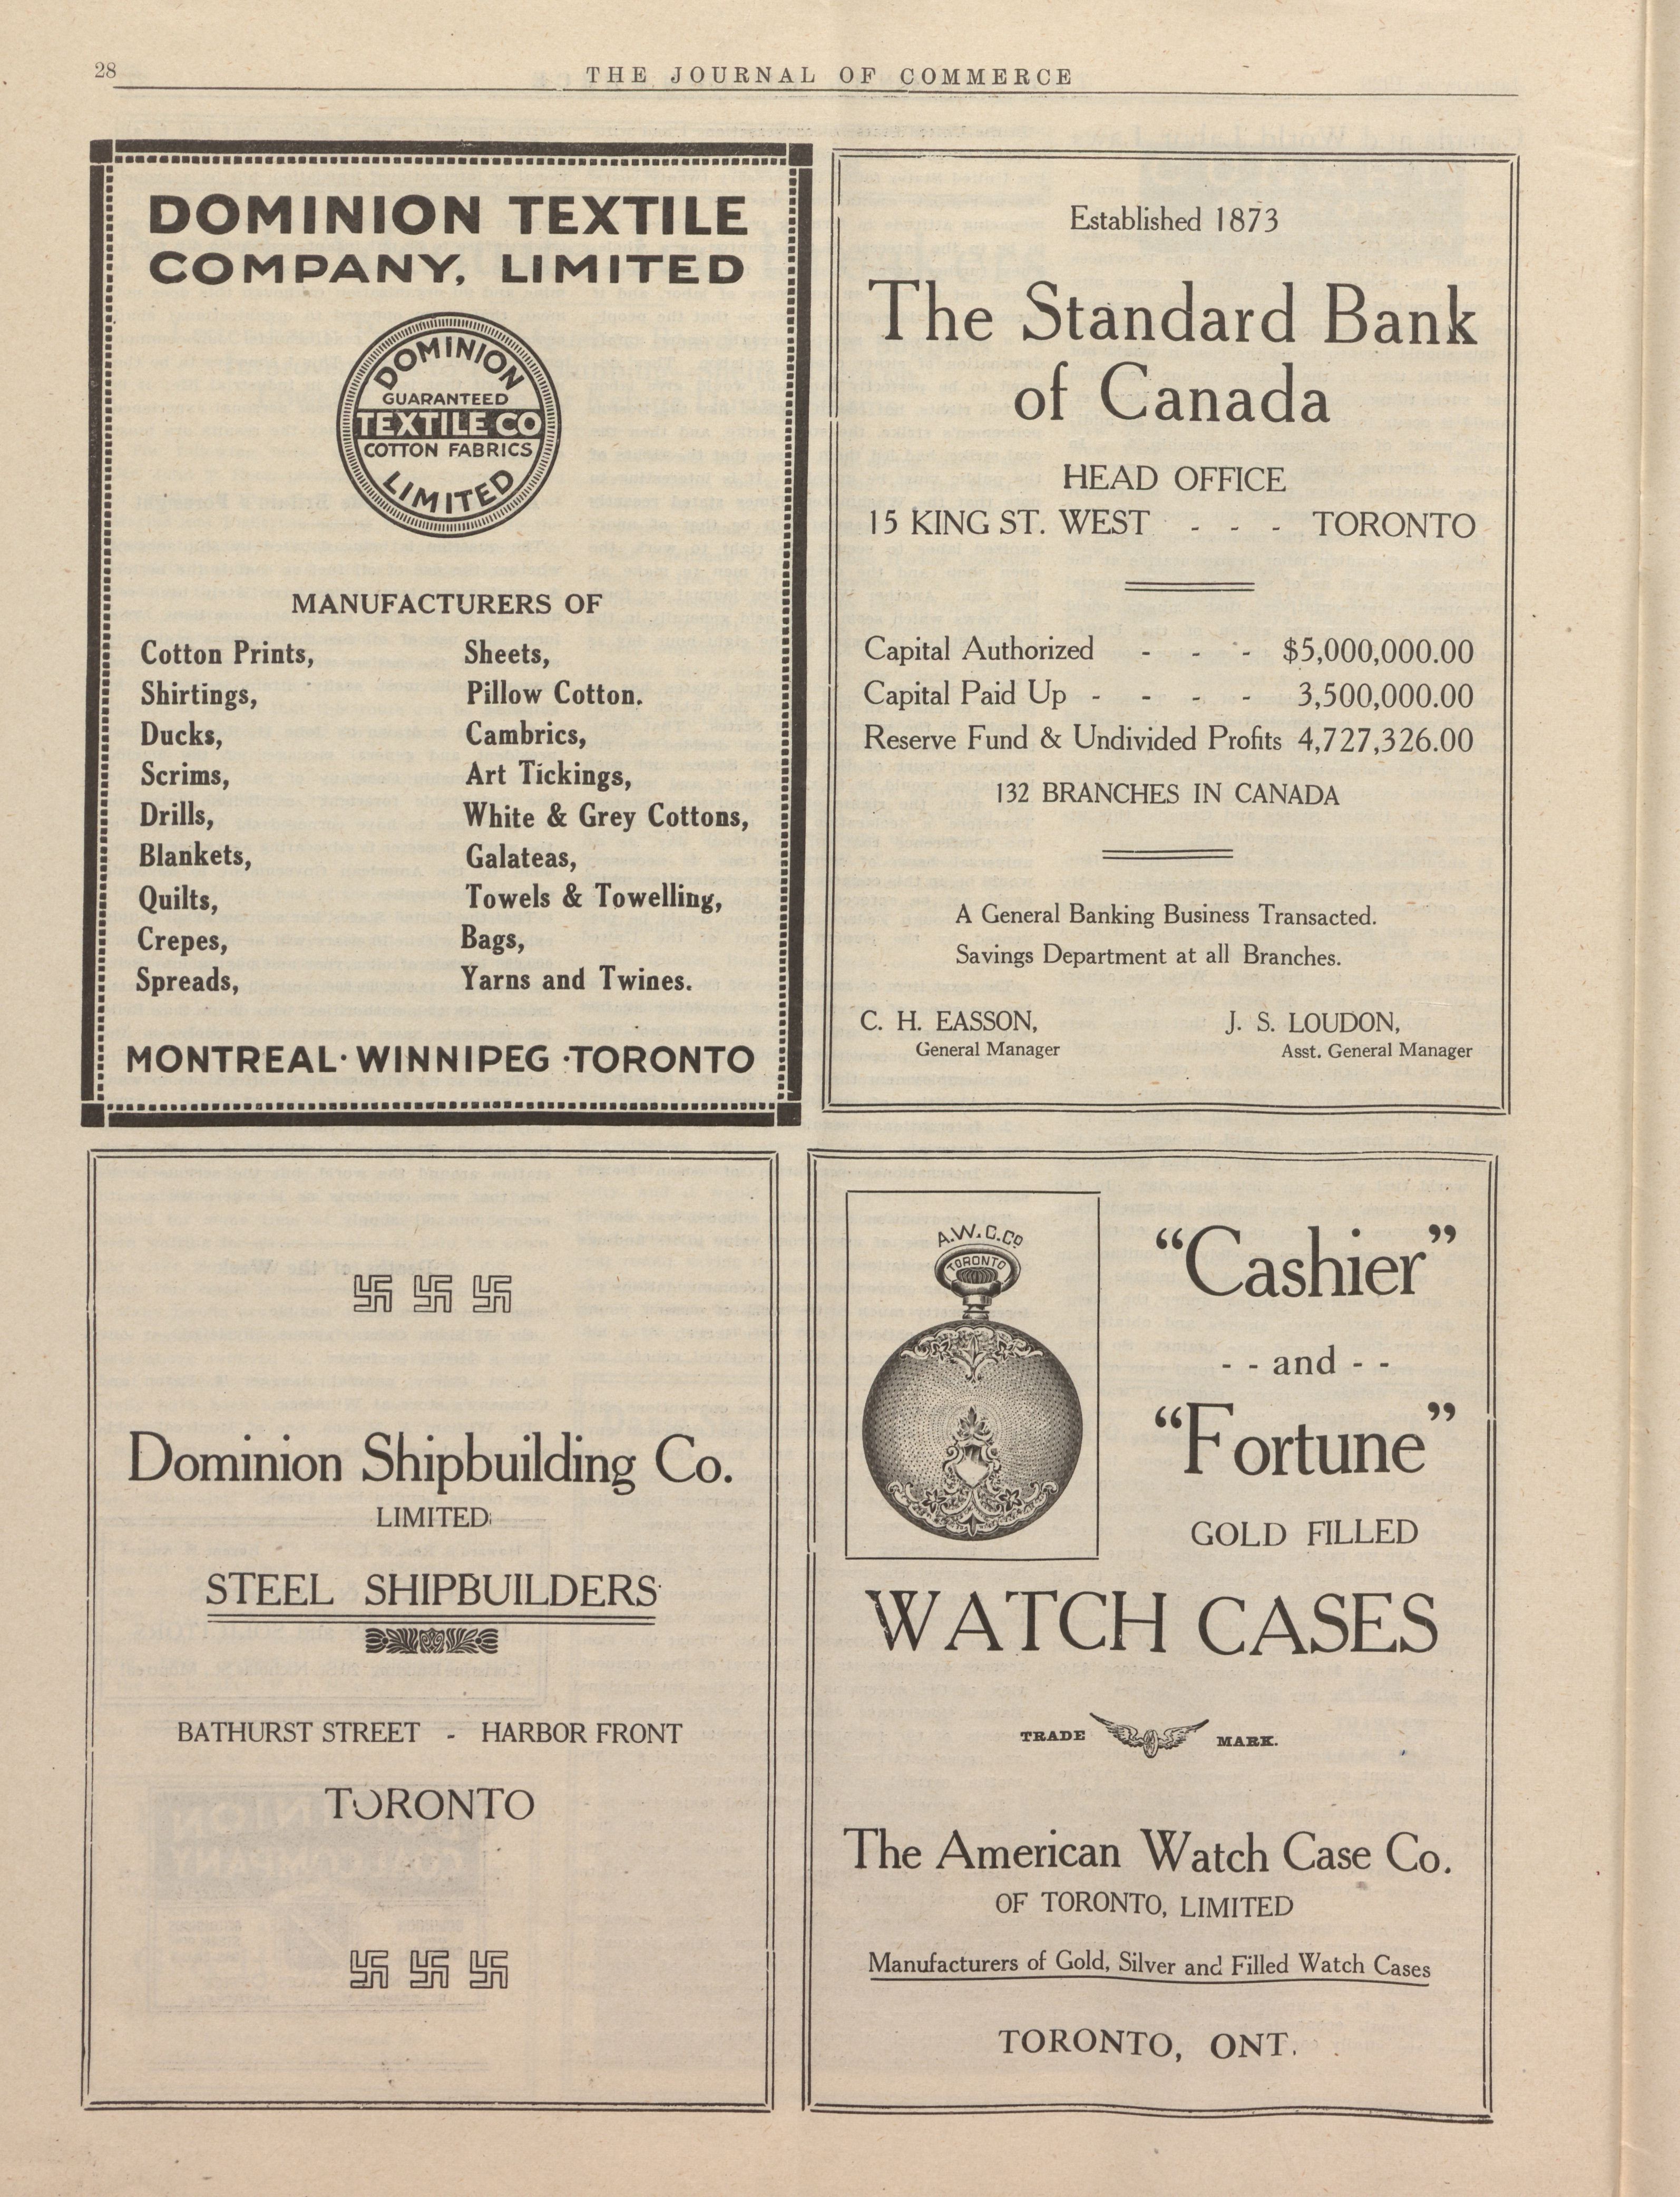 28
THE JOURNAL OF COMMERCE
DOMINION TEXTILE
COMPANY, LIMITED
DOMINION
GUARANTEED
TEXTILE CO
COTTON FABRICS
LIMITED
MANUFACTURERS OF
Cotton Prints,
Shirtings,
Ducks,
Scrims,
Drills,
Blankets,
Quilts,
Crepes,
Spreads,
Sheets,
Pillow Cotton.
Cambrics,
Art Tickings,
White & Grey Cottons,
Galateas,
Towels & Towelling,
Bags,
Yarns and Twines.
MONTREAL· WINNIPEG ·TORONTO
Established 1873
The Standard Bank
of Canada
HEAD OFFICE
15 KING ST. WEST - - - TORONTO
Capital Authorized - - - $5,000,000.00
Capital Paid Up - - - - 3,500,000.00
Reserve Fund & Undivided Profits 4,727,326.00
132 BRANCHES IN CANADA
A General Banking Business Transacted.
Savings Department at all Branches.
C. H. EASSON,
General Manager
J. S. LOUDON,
Asst. General Manager
卐 卐 卐
Dominion Shipbuilding Co.
LIMITED
STEEL SHIPBUILDERS
BATHURST STREET - HARBOR FRONT
TORONTO
卐 卐 卐
A.W.C.Co
TORONTO
“Cashier”
- - and - -
“Fortune”
GOLD FILLED
WATCH CASES
TRADE MARK.
The American Watch Case Co.
OF TORONTO, LIMITED
Manufacturers of Gold, Silver and Filled Watch Cases
TORONTO, ONT.